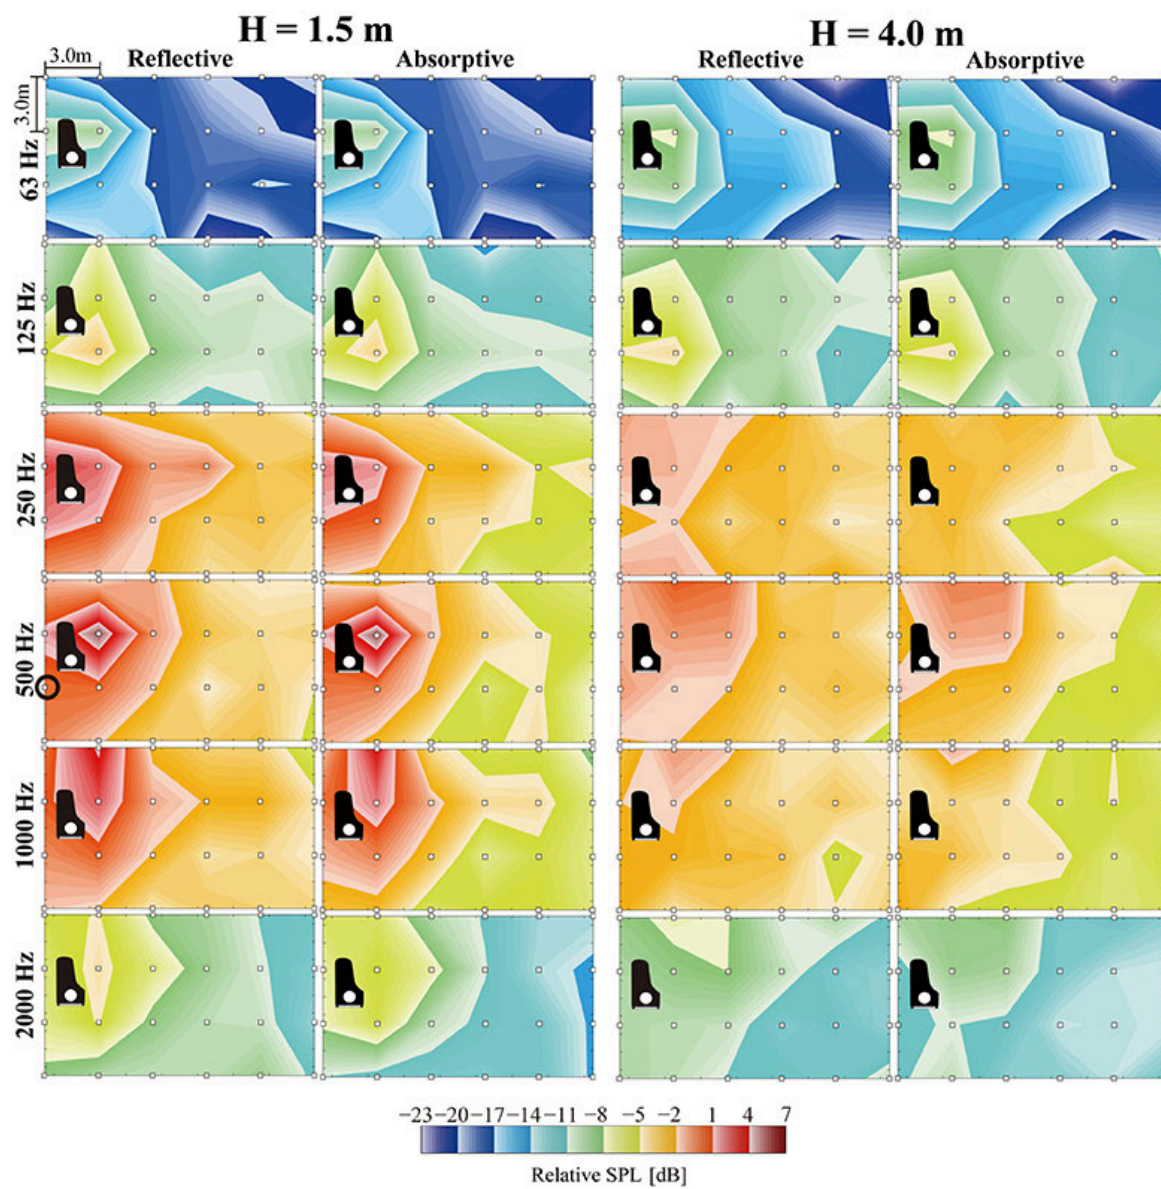 H = 1.5 m
H = 4.0 m
Reflective
Absorptive
Reflective
Absorptive
3.0m
3.0m
63 Hz
125 Hz
250 Hz
500 Hz
1000 Hz
2000 Hz
−23−20−17−14−11 −8 −5 −2 1 4 7
Relative SPL [dB]